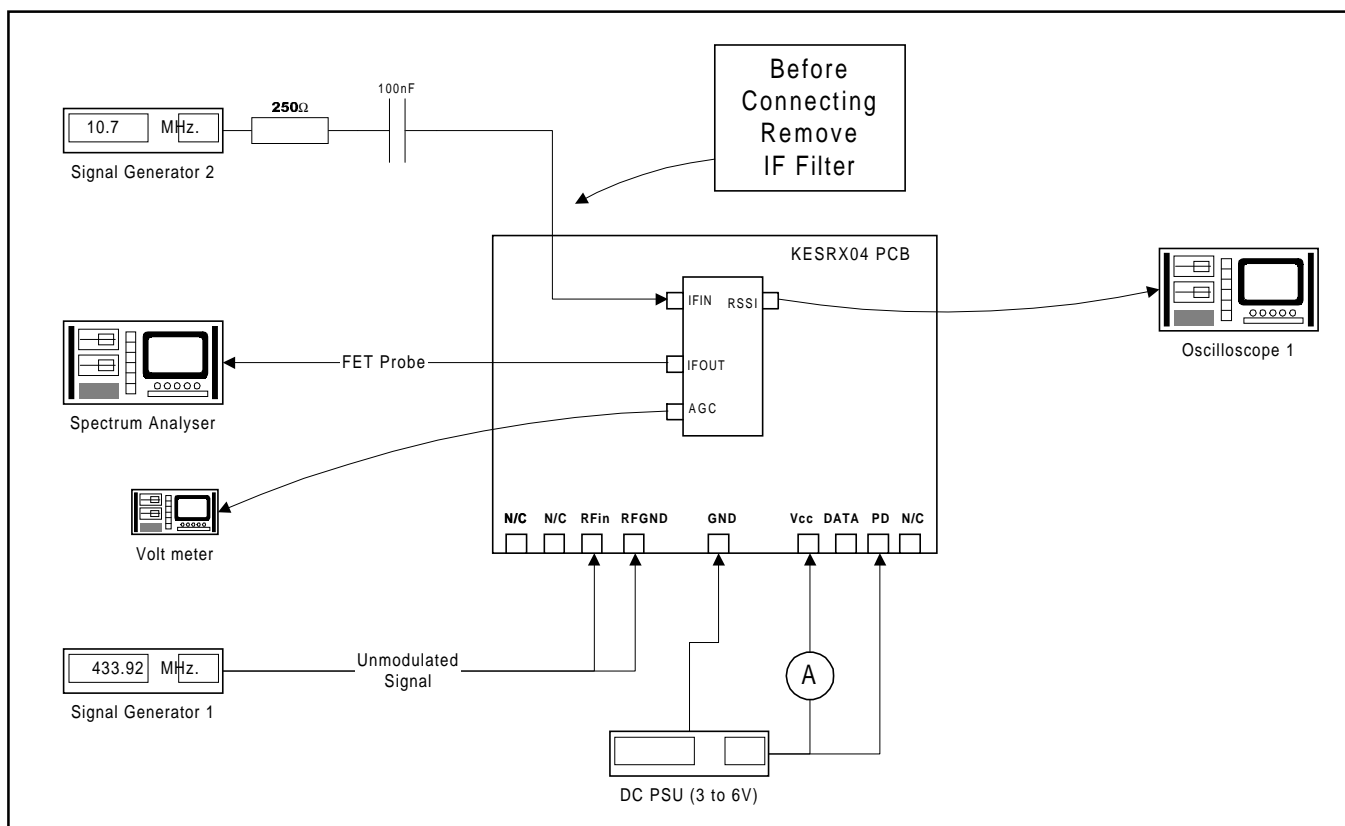 Before
Connecting
Remove
IF Filter
100nF
250Ω
10.7 MHz.
Signal Generator 2
KESRX04 PCB
IFIN
RSSI
Oscilloscope 1
FET Probe
IFOUT
AGC
Spectrum Analyser
Volt meter
N/C N/C RFin RFGND GND Vcc DATA PD N/C
433.92 MHz.
Signal Generator 1
Unmodulated
Signal
A
DC PSU (3 to 6V)